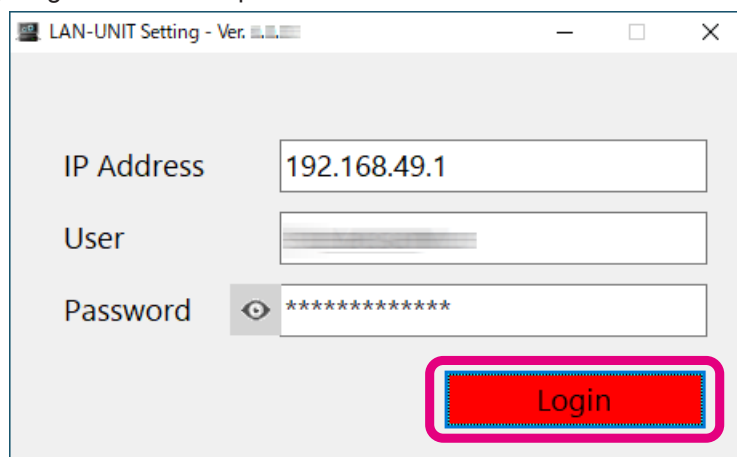 LAN-UNIT Setting - Ver.
IP Address 192.168.49.1
User
Password *************
Login